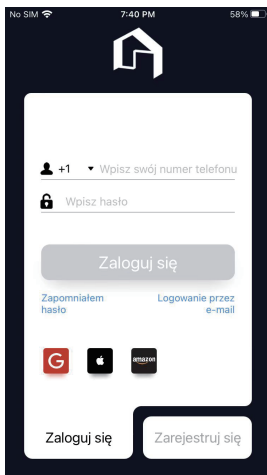 No SIM 7:40 PM 58%
+1 Wpisz swój numer telefonu
Wpisz hasło
Zaloguj się
Zapomniałem hasło
Logowanie przez e-mail
G amazon
Zaloguj się Zarejestruj się